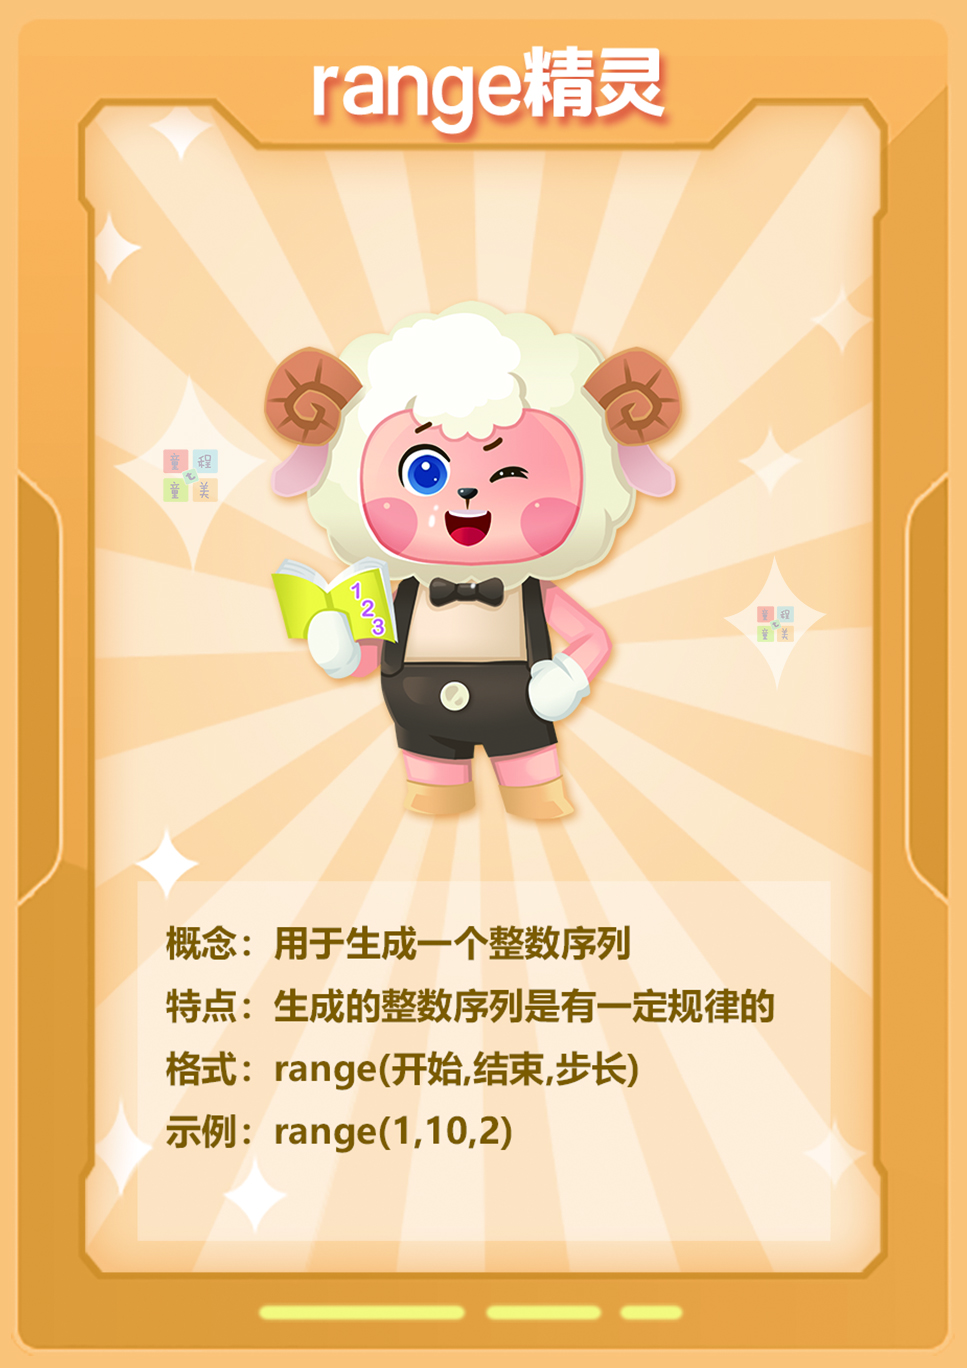 range精灵
童程
童美
1
2
3
童程
童美
概念：用于生成一个整数序列
特点：生成的整数序列是有一定规律的
格式：range(开始,结束,步长)
示例：range(1,10,2)